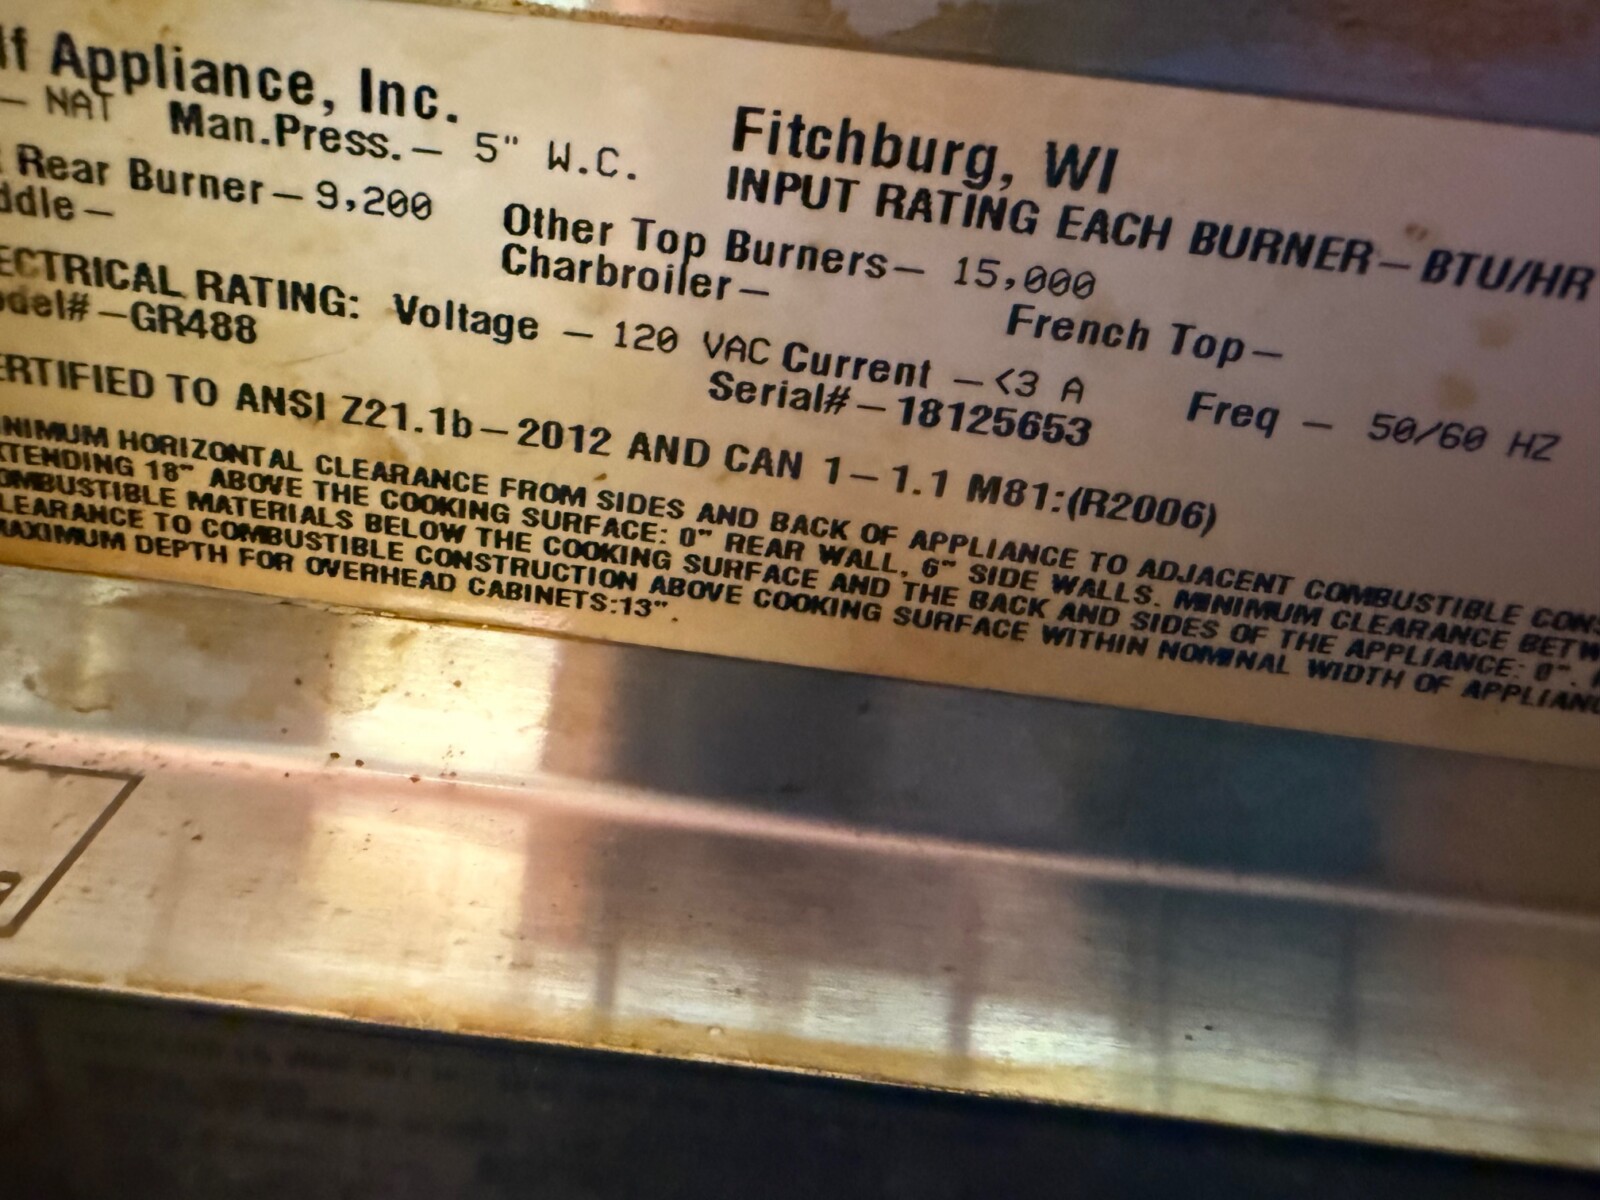 lf Appliance, Inc. Fitchburg, WI
— NAT Man.Press.— 5" W.C. INPUT RATING EACH BURNER—BTU/HR
Rear Burner—9,200 Other Top Burners— 15,000
ddle— Charbroiler— French Top—
ECTRICAL RATING: Voltage — 120 VAC Current —<3 A Freq — 50/60 HZ
odel#—GR488 Serial#—18125653
ERTIFIED TO ANSI Z21.1b—2012 AND CAN 1—1.1 M81:(R2006)
NIMUM HORIZONTAL CLEARANCE FROM SIDES AND BACK OF APPLIANCE TO ADJACENT COMBUSTIBLE CONS
XTENDING 18" ABOVE THE COOKING SURFACE: 0" REAR WALL, 6" SIDE WALLS. MINIMUM CLEARANCE BETW
OMBUSTIBLE MATERIALS BELOW THE COOKING SURFACE AND THE BACK AND SIDES OF THE APPLIANCE: 0".
LEARANCE TO COMBUSTIBLE CONSTRUCTION ABOVE COOKING SURFACE WITHIN NOMINAL WIDTH OF APPLIANC
MAXIMUM DEPTH FOR OVERHEAD CABINETS:13".